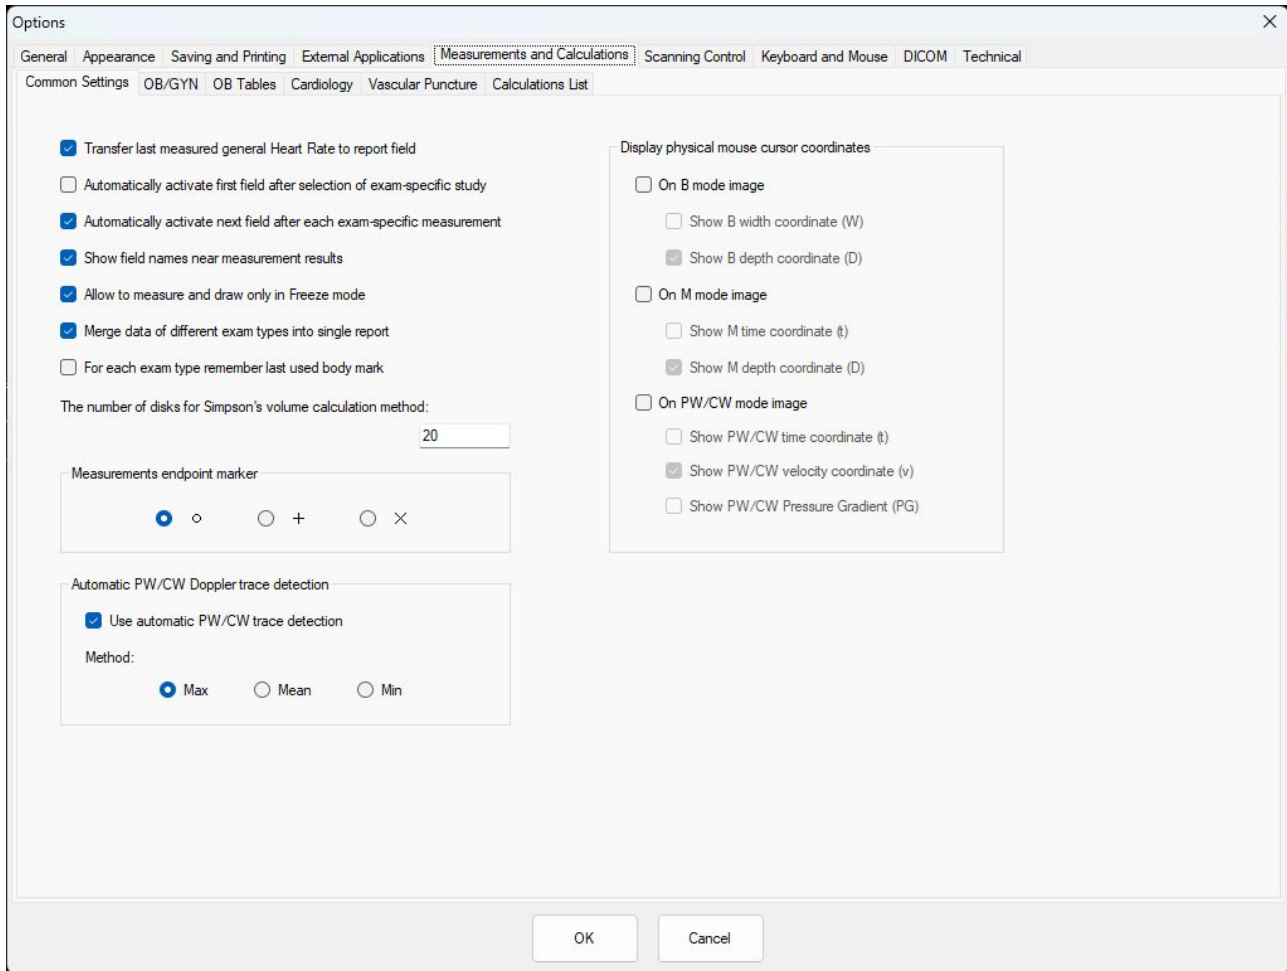 Options
General Appearance Saving and Printing External Applications Measurements and Calculations Scanning Control Keyboard and Mouse DICOM Technical
Common Settings OB/GYN OB Tables Cardiology Vascular Puncture Calculations List
Transfer last measured general Heart Rate to report field
Automatically activate first field after selection of exam-specific study
Automatically activate next field after each exam-specific measurement
Show field names near measurement results
Allow to measure and draw only in Freeze mode
Merge data of different exam types into single report
For each exam type remember last used body mark
The number of disks for Simpson's volume calculation method:
20
Measurements endpoint marker
Automatic PW/CW Doppler trace detection
Use automatic PW/CW trace detection
Method:
Max Mean Min
Display physical mouse cursor coordinates
On B mode image
Show B width coordinate (W)
Show B depth coordinate (D)
On M mode image
Show M time coordinate (t)
Show M depth coordinate (D)
On PW/CW mode image
Show PW/CW time coordinate (t)
Show PW/CW velocity coordinate (v)
Show PW/CW Pressure Gradient (PG)
OK Cancel